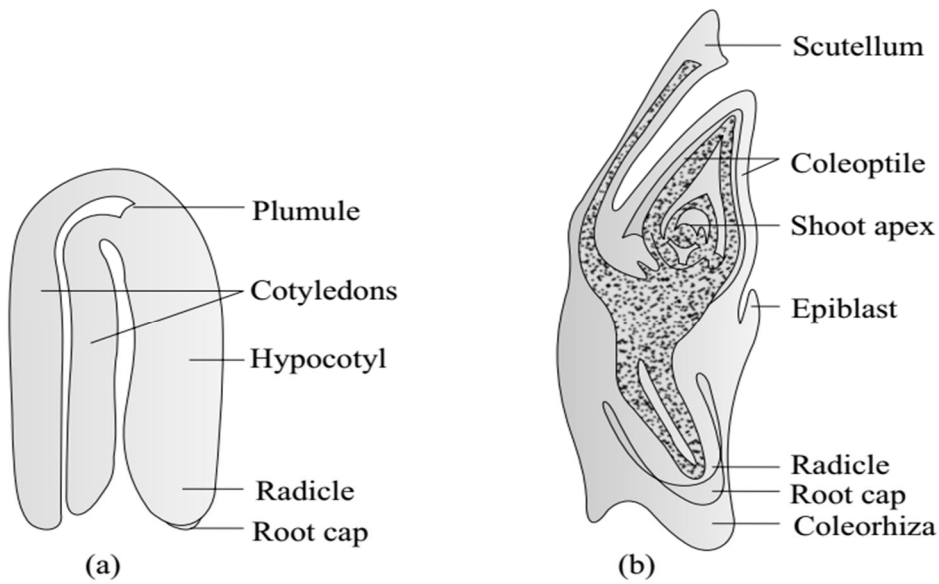 Plumule
Cotyledons
Hypocotyl
Radicle
Root cap
(a)
Scutellum
Coleoptile
Shoot apex
Epiblast
Radicle
Root cap
Coleorhiza
(b)